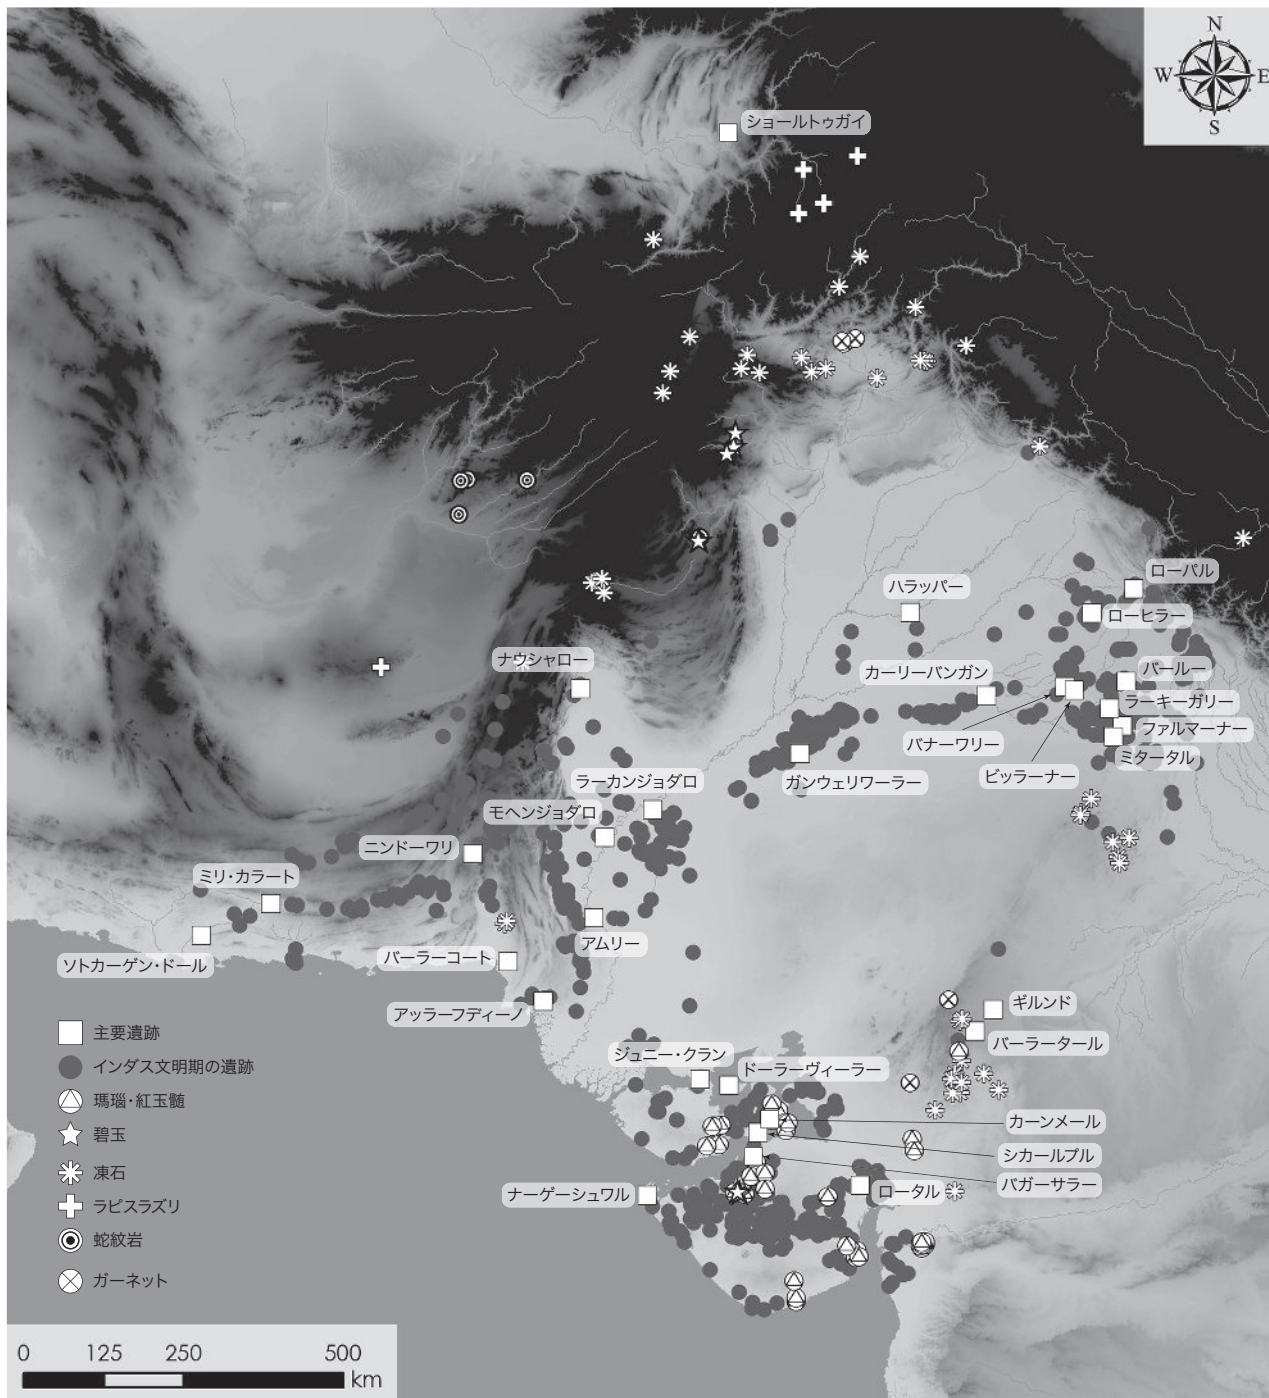 N
W E
S
ショールトゥガイ
ローパル
ハラッパー
ローヒラー
ナウシャロー
カーリーバンガン
バールー
ラーキーガリー
ファルマーナー
バナーワリー
ミタータル
ビッラーナー
ガンウェリワーラー
ラーカンジョダロ
モヘンジョダロ
ニンドーワリ
ミリ・カラート
アムリー
バーラーコート
ソトカーゲン・ドール
アッラーフディーノ
ギルンド
バーラータール
ジュニー・クラン
ドーラーヴィーラー
カーンメール
シカールプル
バガーサラー
ナーゲーシュワル
ロータル
主要遺跡
インダス文明期の遺跡
瑪瑙・紅玉髄
碧玉
凍石
ラピスラズリ
蛇紋岩
ガーネット
0 125 250 500
km